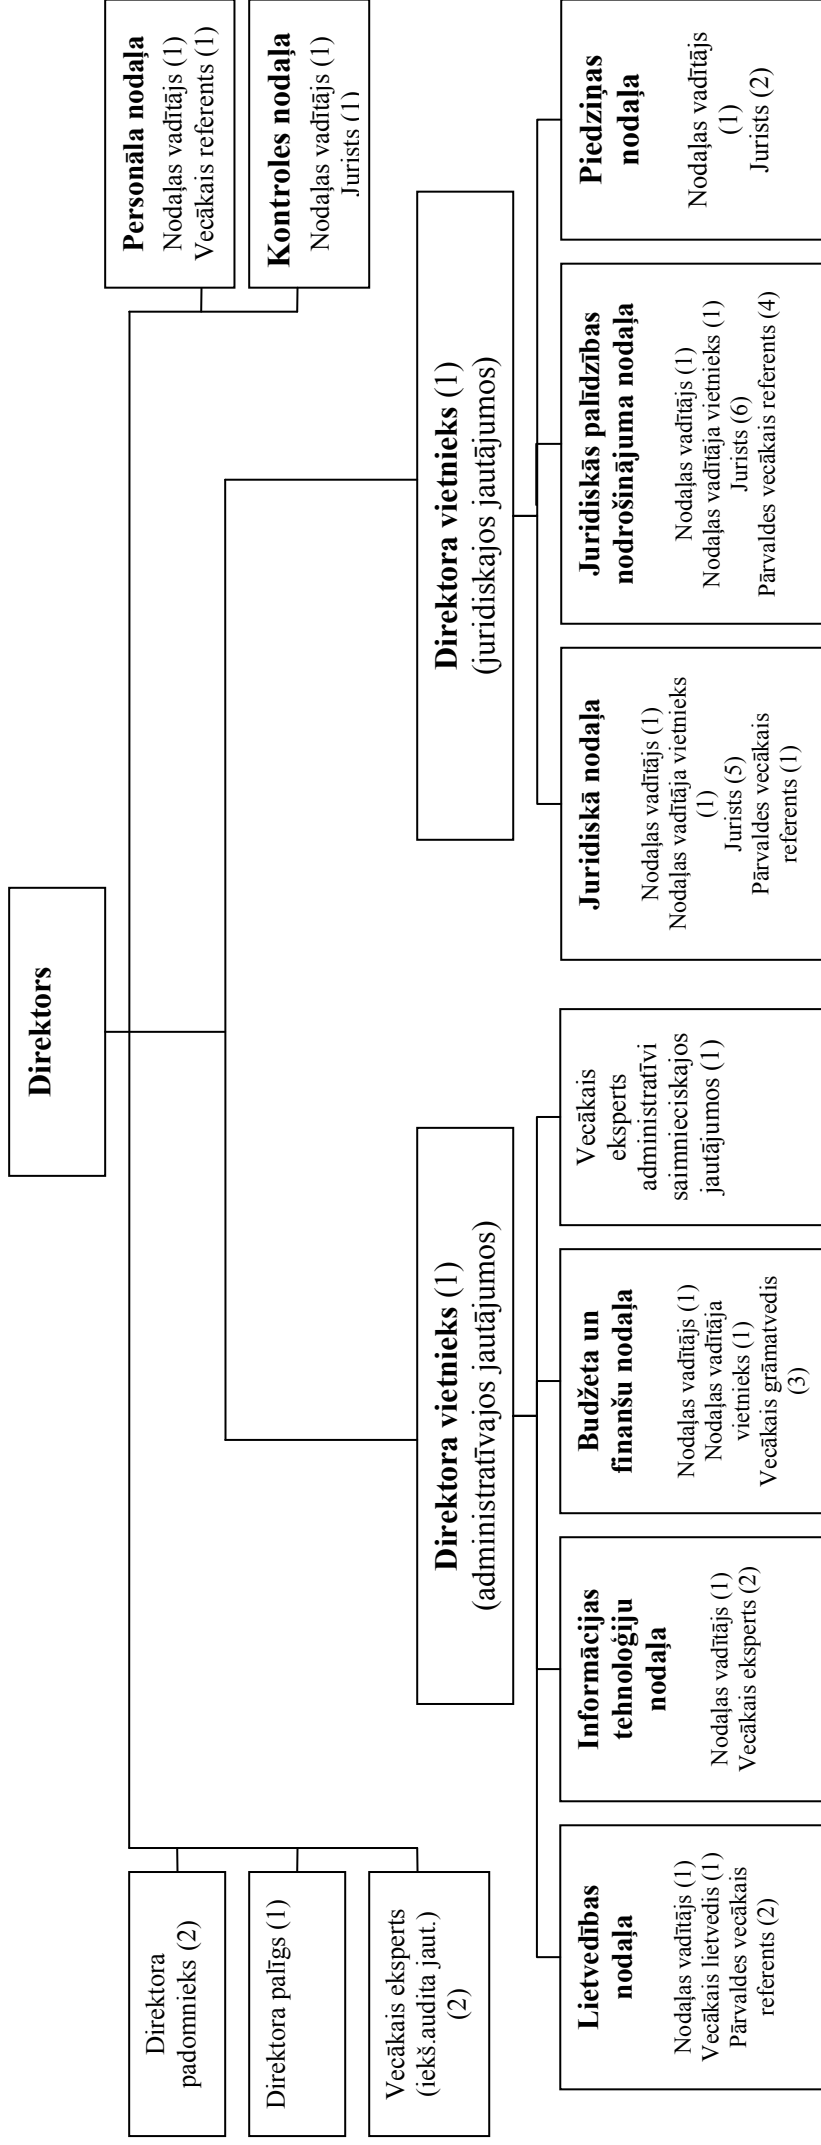 Direktors
Direktora
padomnieks (2)
Direktora palīgs (1)
Vecākais eksperts
(iekš.audita jaut.)
(2)
Personāla nodaļa
Nodaļas vadītājs (1)
Vecākais referents (1)
Kontroles nodaļa
Nodaļas vadītājs (1)
Jurists (1)
Direktora vietnieks (1)
(administratīvajos jautājumos)
Direktora vietnieks (1)
(juridiskajos jautājumos)
Lietvedības
nodaļa
Nodaļas vadītājs (1)
Vecākais lietvedis (1)
Pārvaldes vecākais
referents (2)
Informācijas
tehnoloģiju
nodaļa
Nodaļas vadītājs (1)
Vecākais eksperts (2)
Budžeta un
finanšu nodaļa
Nodaļas vadītājs (1)
Nodaļas vadītāja
vietnieks (1)
Vecākais grāmatvedis
(3)
Vecākais
eksperts
administratīvi
saimnieciskajos
jautājumos (1)
Juridiskā nodaļa
Nodaļas vadītājs (1)
Nodaļas vadītāja vietnieks
(1)
Jurists (5)
Pārvaldes vecākais
referents (1)
Juridiskās palīdzības
nodrošinājuma nodaļa
Nodaļas vadītājs (1)
Nodaļas vadītāja vietnieks (1)
Jurists (6)
Pārvaldes vecākais referents (4)
Piedziņas
nodaļa
Nodaļas vadītājs
(1)
Jurists (2)